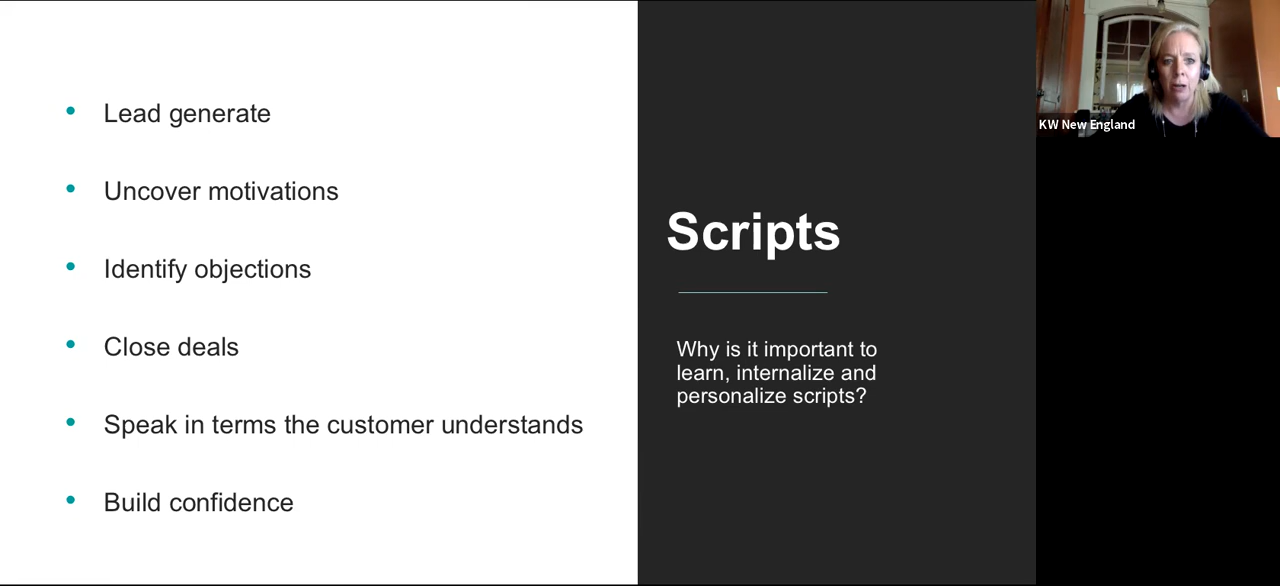 • Lead generate
• Uncover motivations
• Identify objections
• Close deals
• Speak in terms the customer understands
• Build confidence
Scripts
Why is it important to
learn, internalize and
personalize scripts?
KW New England